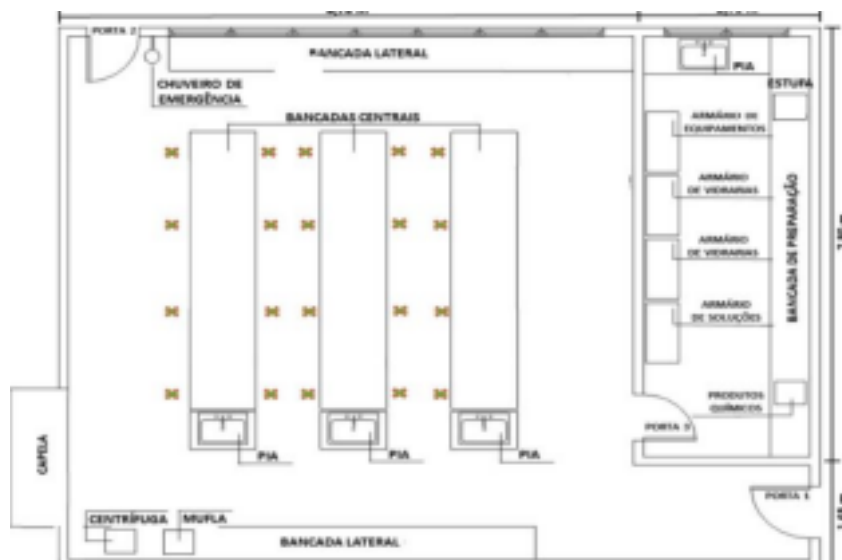 PORTA 2
BANCADA LATERAL
PIA
CHUVEIRO DE
EMERGÊNCIA
ESTUFA
BANCADAS CENTRAIS
ARMÁRIO DE
EQUIPAMENTOS
ARMÁRIO
DE VIDRARIAS
ARMÁRIO
DE VIDRARIAS
BANCADA DE PREPARAÇÃO
ARMÁRIO
DE SOLUÇÕES
PRODUTOS
QUÍMICOS
PORTA 3
CAPELA
PIA
PIA
PIA
PORTA 1
CENTRÍFUGA
MUFLA
BANCADA LATERAL